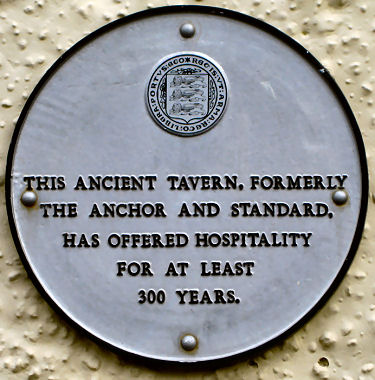 THIS ANCIENT TAVERN, FORMERLY
THE ANCHOR AND STANDARD,
HAS OFFERED HOSPITALITY
FOR AT LEAST
300 YEARS.